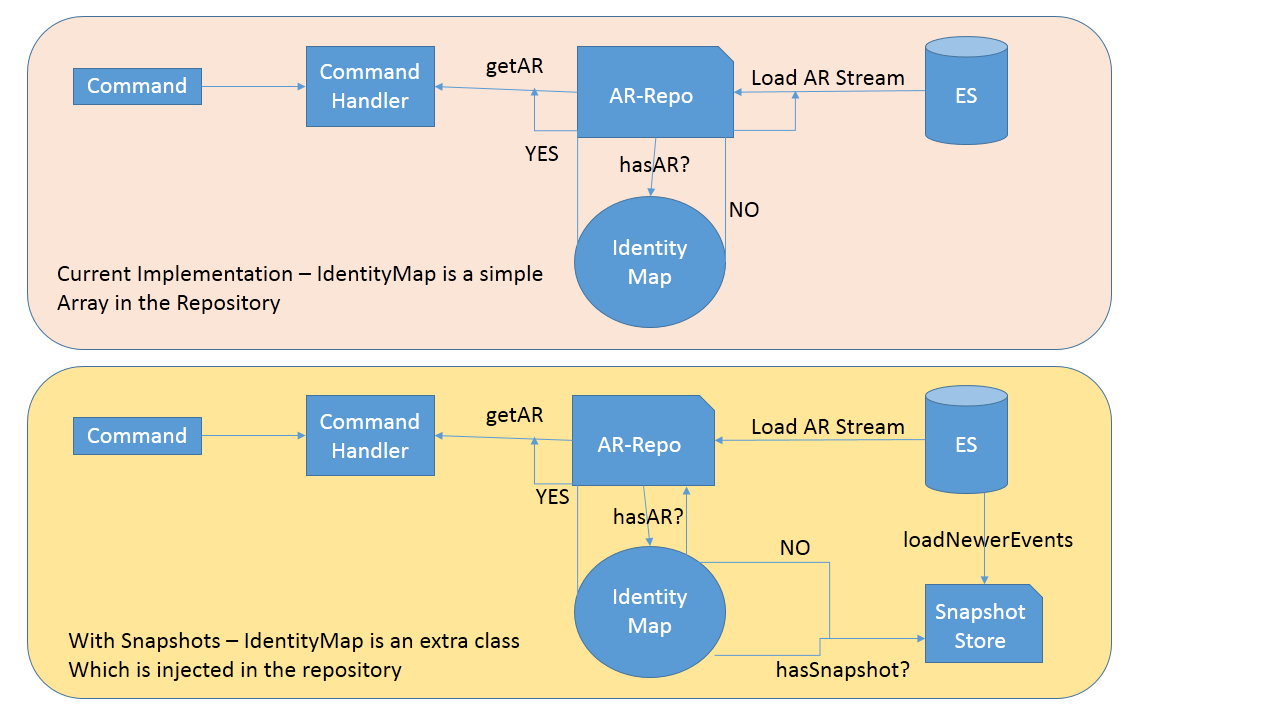 getAR
Command
Command
Handler
AR-Repo
Load AR Stream
ES
YES
hasAR?
NO
Identity
Map
Current Implementation – IdentityMap is a simple
Array in the Repository
getAR
Command
Command
Handler
AR-Repo
Load AR Stream
ES
YES
hasAR?
NO
loadNewerEvents
Identity
Map
Snapshot
Store
With Snapshots – IdentityMap is an extra class
Which is injected in the repository
hasSnapshot?